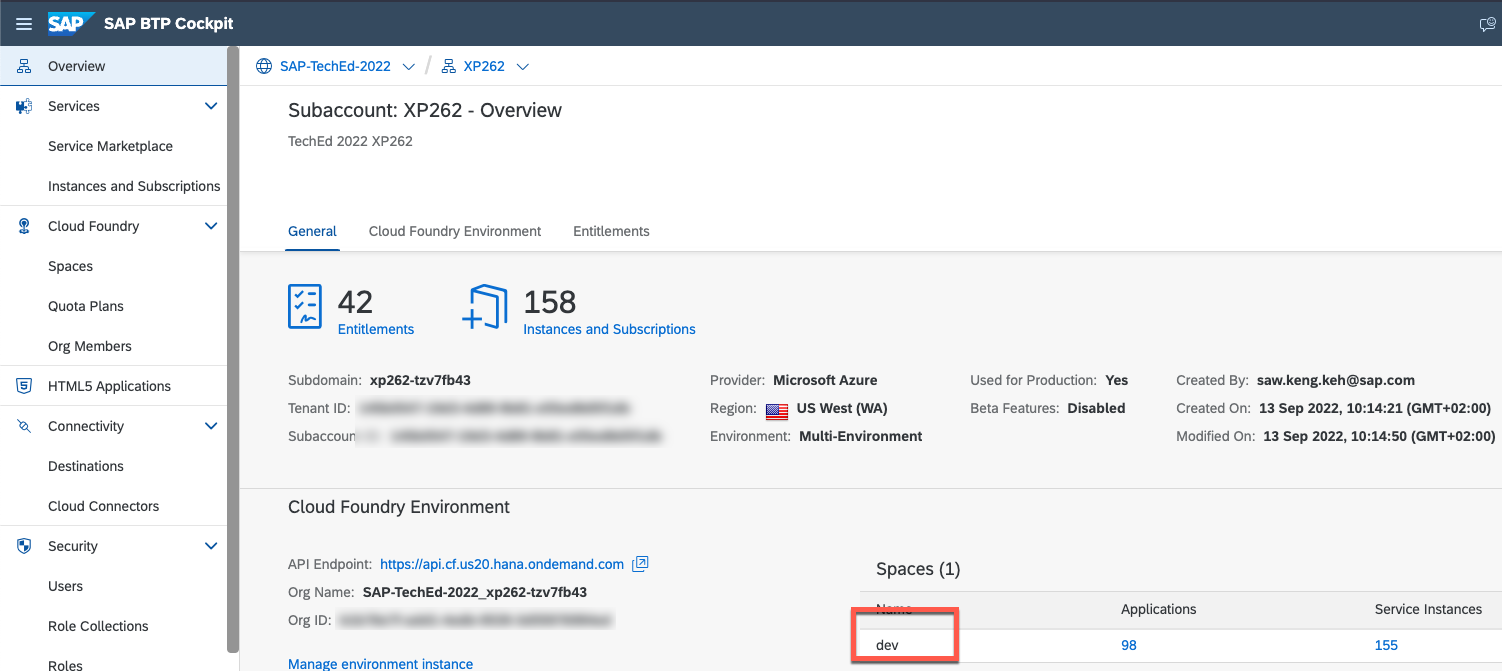 SAP SAP BTP Cockpit
Overview
Services
Service Marketplace
Instances and Subscriptions
Cloud Foundry
Spaces
Quota Plans
Org Members
HTML5 Applications
Connectivity
Destinations
Cloud Connectors
Security
Users
Role Collections
Roles
SAP-TechEd-2022 / XP262
Subaccount: XP262 - Overview
TechEd 2022 XP262
General Cloud Foundry Environment Entitlements
42
Entitlements
158
Instances and Subscriptions
Subdomain: xp262-tzv7fb43
Tenant ID:
Subaccoun
Provider: Microsoft Azure
Region: US West (WA)
Environment: Multi-Environment
Used for Production: Yes
Beta Features: Disabled
Created By: saw.keng.keh@sap.com
Created On: 13 Sep 2022, 10:14:21 (GMT+02:00)
Modified On: 13 Sep 2022, 10:14:50 (GMT+02:00)
Cloud Foundry Environment
API Endpoint: https://api.cf.us20.hana.ondemand.com
Org Name: SAP-TechEd-2022_xp262-tzv7fb43
Org ID:
Manage environment instance
Spaces (1)
Name Applications Service Instances
dev 98 155